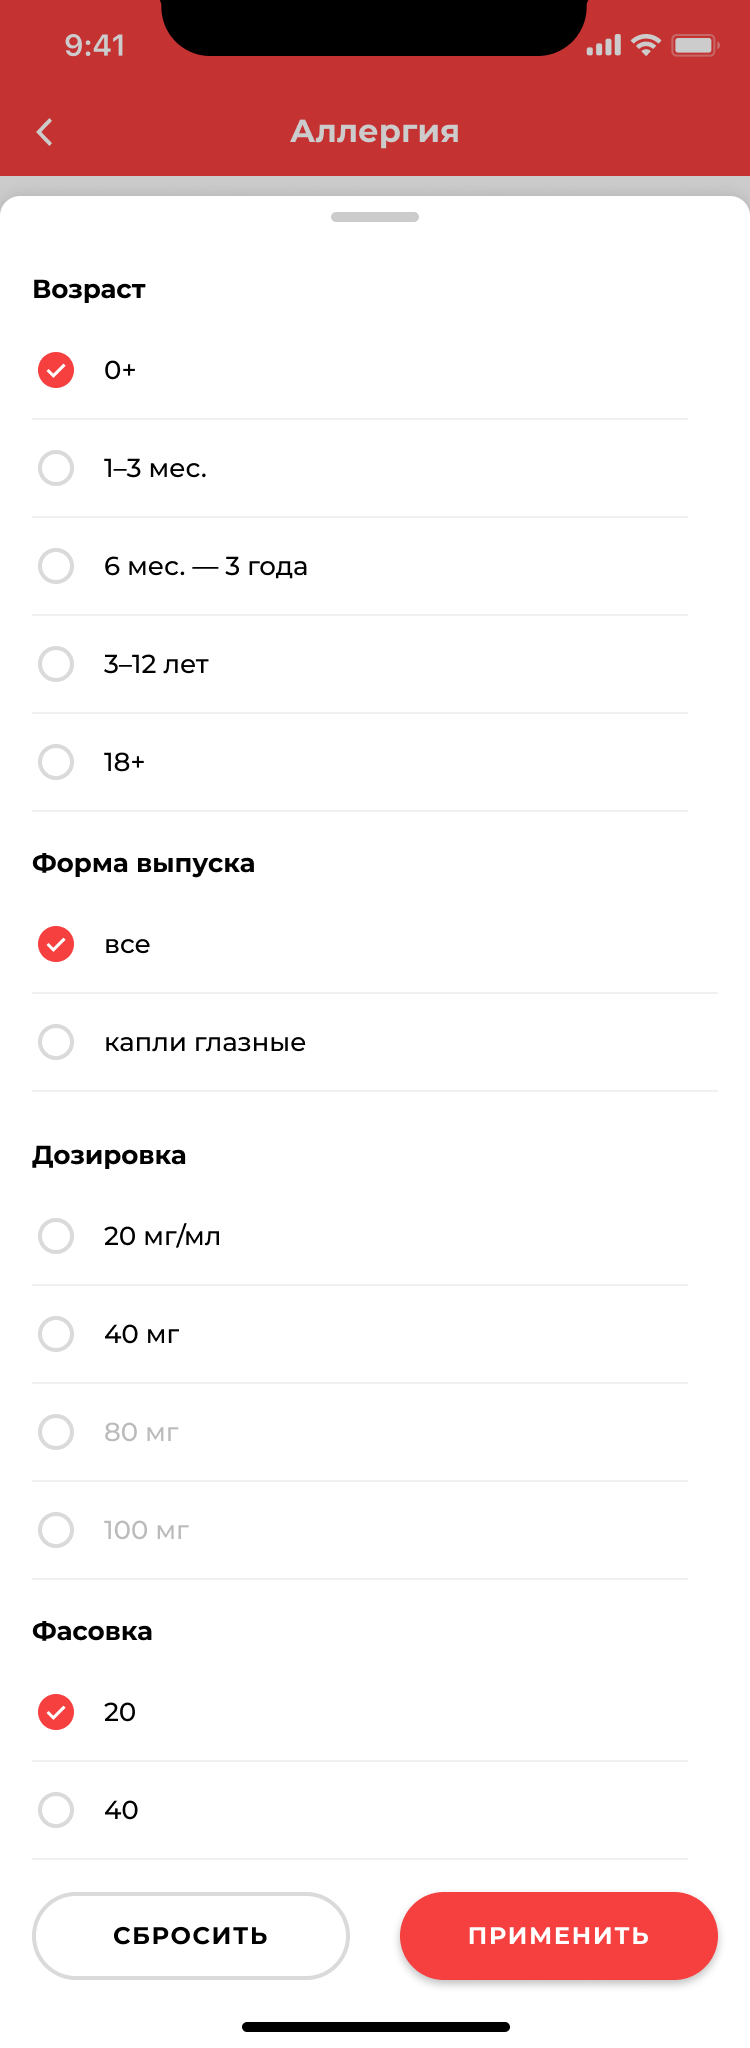 9:41
Аллергия
Возраст
0+
1–3 мес.
6 мес. — 3 года
3–12 лет
18+
Форма выпуска
все
капли глазные
Дозировка
20 мг/мл
40 мг
80 мг
100 мг
Фасовка
20
40
СБРОСИТЬ
ПРИМЕНИТЬ